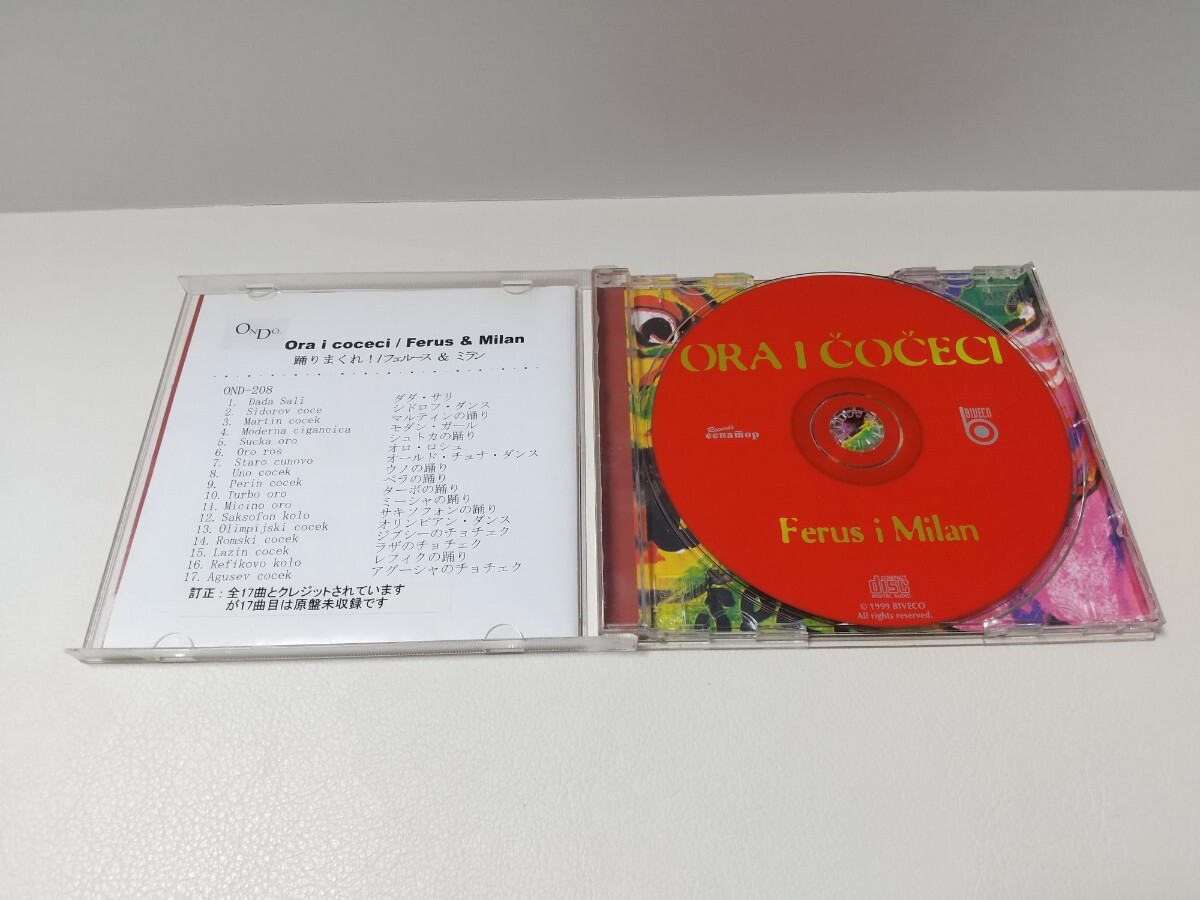 ONDO.
Ora i coceci / Ferus & Milan
踊りまくれ!/フェルース & ミラン
OND-208
1. Dada Sali ダダ・サリ
2. Sidorov coce シドロフ・ダンス
3. Martin cocek マルティンの踊り
4. Moderna cigancica モダン・ガール
5. Sucka oro シュトカの踊り
6. Oro ros オロ・ロシュ
7. Staro cunovo オールド・チュナ・ダンス
8. Uno cocek ウノの踊り
9. Perin cocek ペラの踊り
10. Turbo oro ターボの踊り
11. Micino oro ミーシャの踊り
12. Saksofon kolo サキソフォンの踊り
13. Olimpijski cocek オリンピアン・ダンス
14. Romski cocek ジプシーのチョチェク
15. Lazin cocek ラザのチョチェク
16. Refikovo kolo レフィクの踊り
17. Agusev cocek アグーシャのチョチェク
訂正:全17曲とクレジットされています
が17曲目は原盤未収録です
ORA I ČOČECI
Records
сенатор
BIVECO
Ferus i Milan
COMPACT
disc
DIGITAL AUDIO
© 1999 BIVECO
All rights reserved.